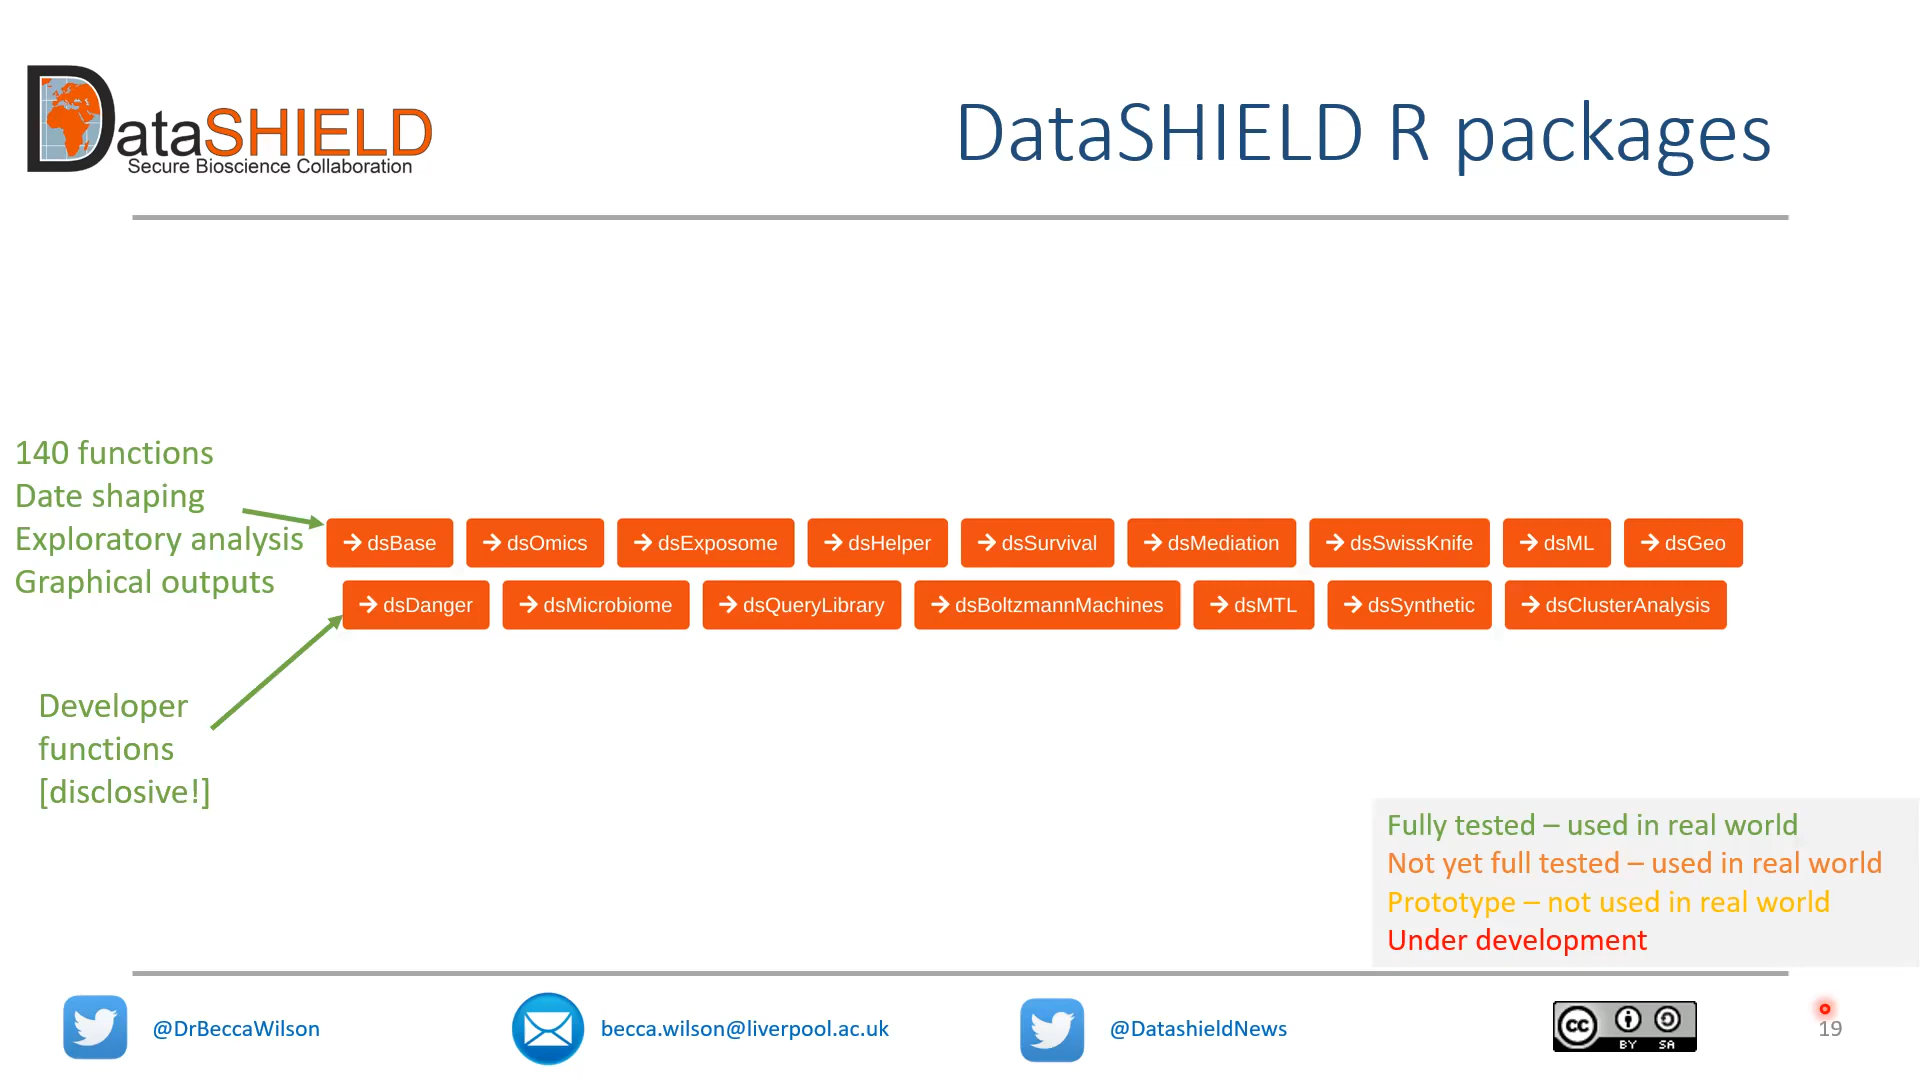 DataSHIELD
Secure Bioscience Collaboration
DataSHIELD R packages
140 functions
Date shaping
Exploratory analysis
Graphical outputs
dsBase dsOmics dsExposome dsHelper dsSurvival dsMediation dsSwissKnife dsML dsGeo
dsDanger dsMicrobiome dsQueryLibrary dsBoltzmannMachines dsMTL dsSynthetic dsClusterAnalysis
Developer
functions
[disclosive!]
Fully tested – used in real world
Not yet full tested – used in real world
Prototype – not used in real world
Under development
@DrBeccaWilson
becca.wilson@liverpool.ac.uk
@DatashieldNews
cc BY SA
19